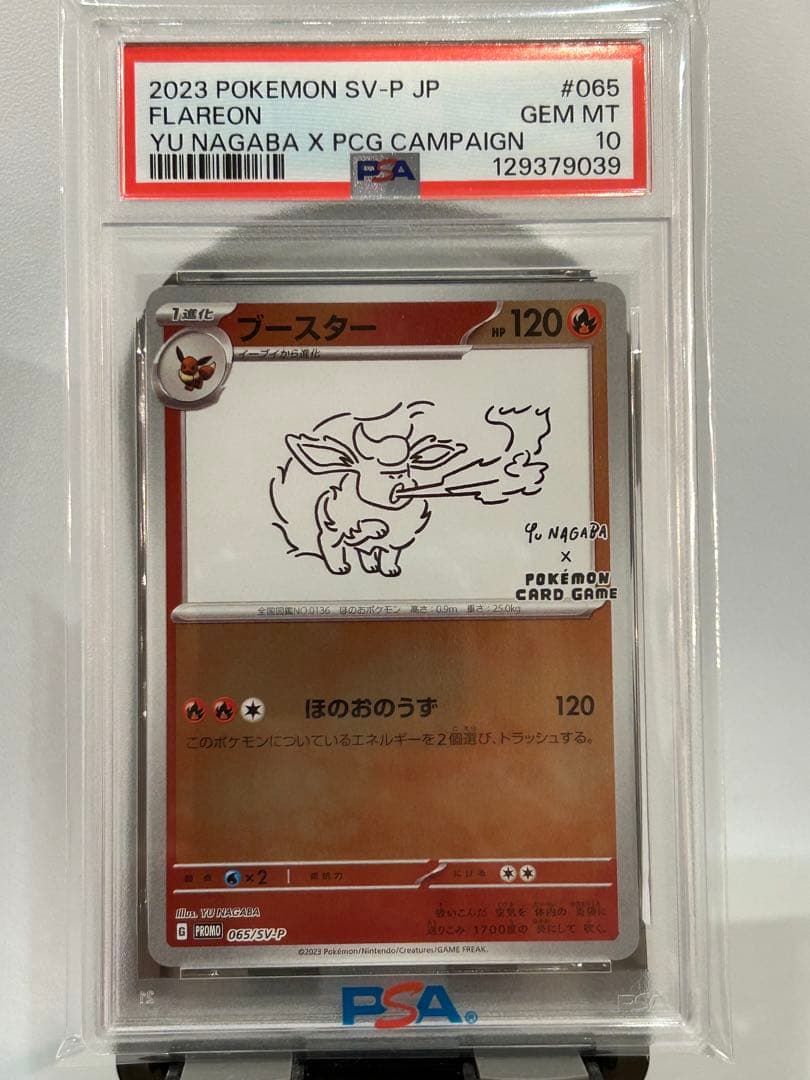 2023 POKEMON SV-P JP #065
FLAREON GEM MT
YU NAGABA X PCG CAMPAIGN 10
PSA 129379039
1進化 ブースター HP 120
イーブイから進化
Yu NAGABA
X
POKÉMON
CARD GAME
全国図鑑NO.0136 ほのおポケモン 高さ:0.9m 重さ:25.0kg
ほのおのうず 120
このポケモンについているエネルギーを2個選び、トラッシュする。
弱点 ×2 抵抗力 にげる
Illus. YU NAGABA
吸いこんだ 空気を 体内の 炎袋に
G PROMO 065/SV-P
送りこみ 1700度の 炎にして 吹く。
©2023 Pokémon/Nintendo/Creatures/GAME FREAK.
PSA®